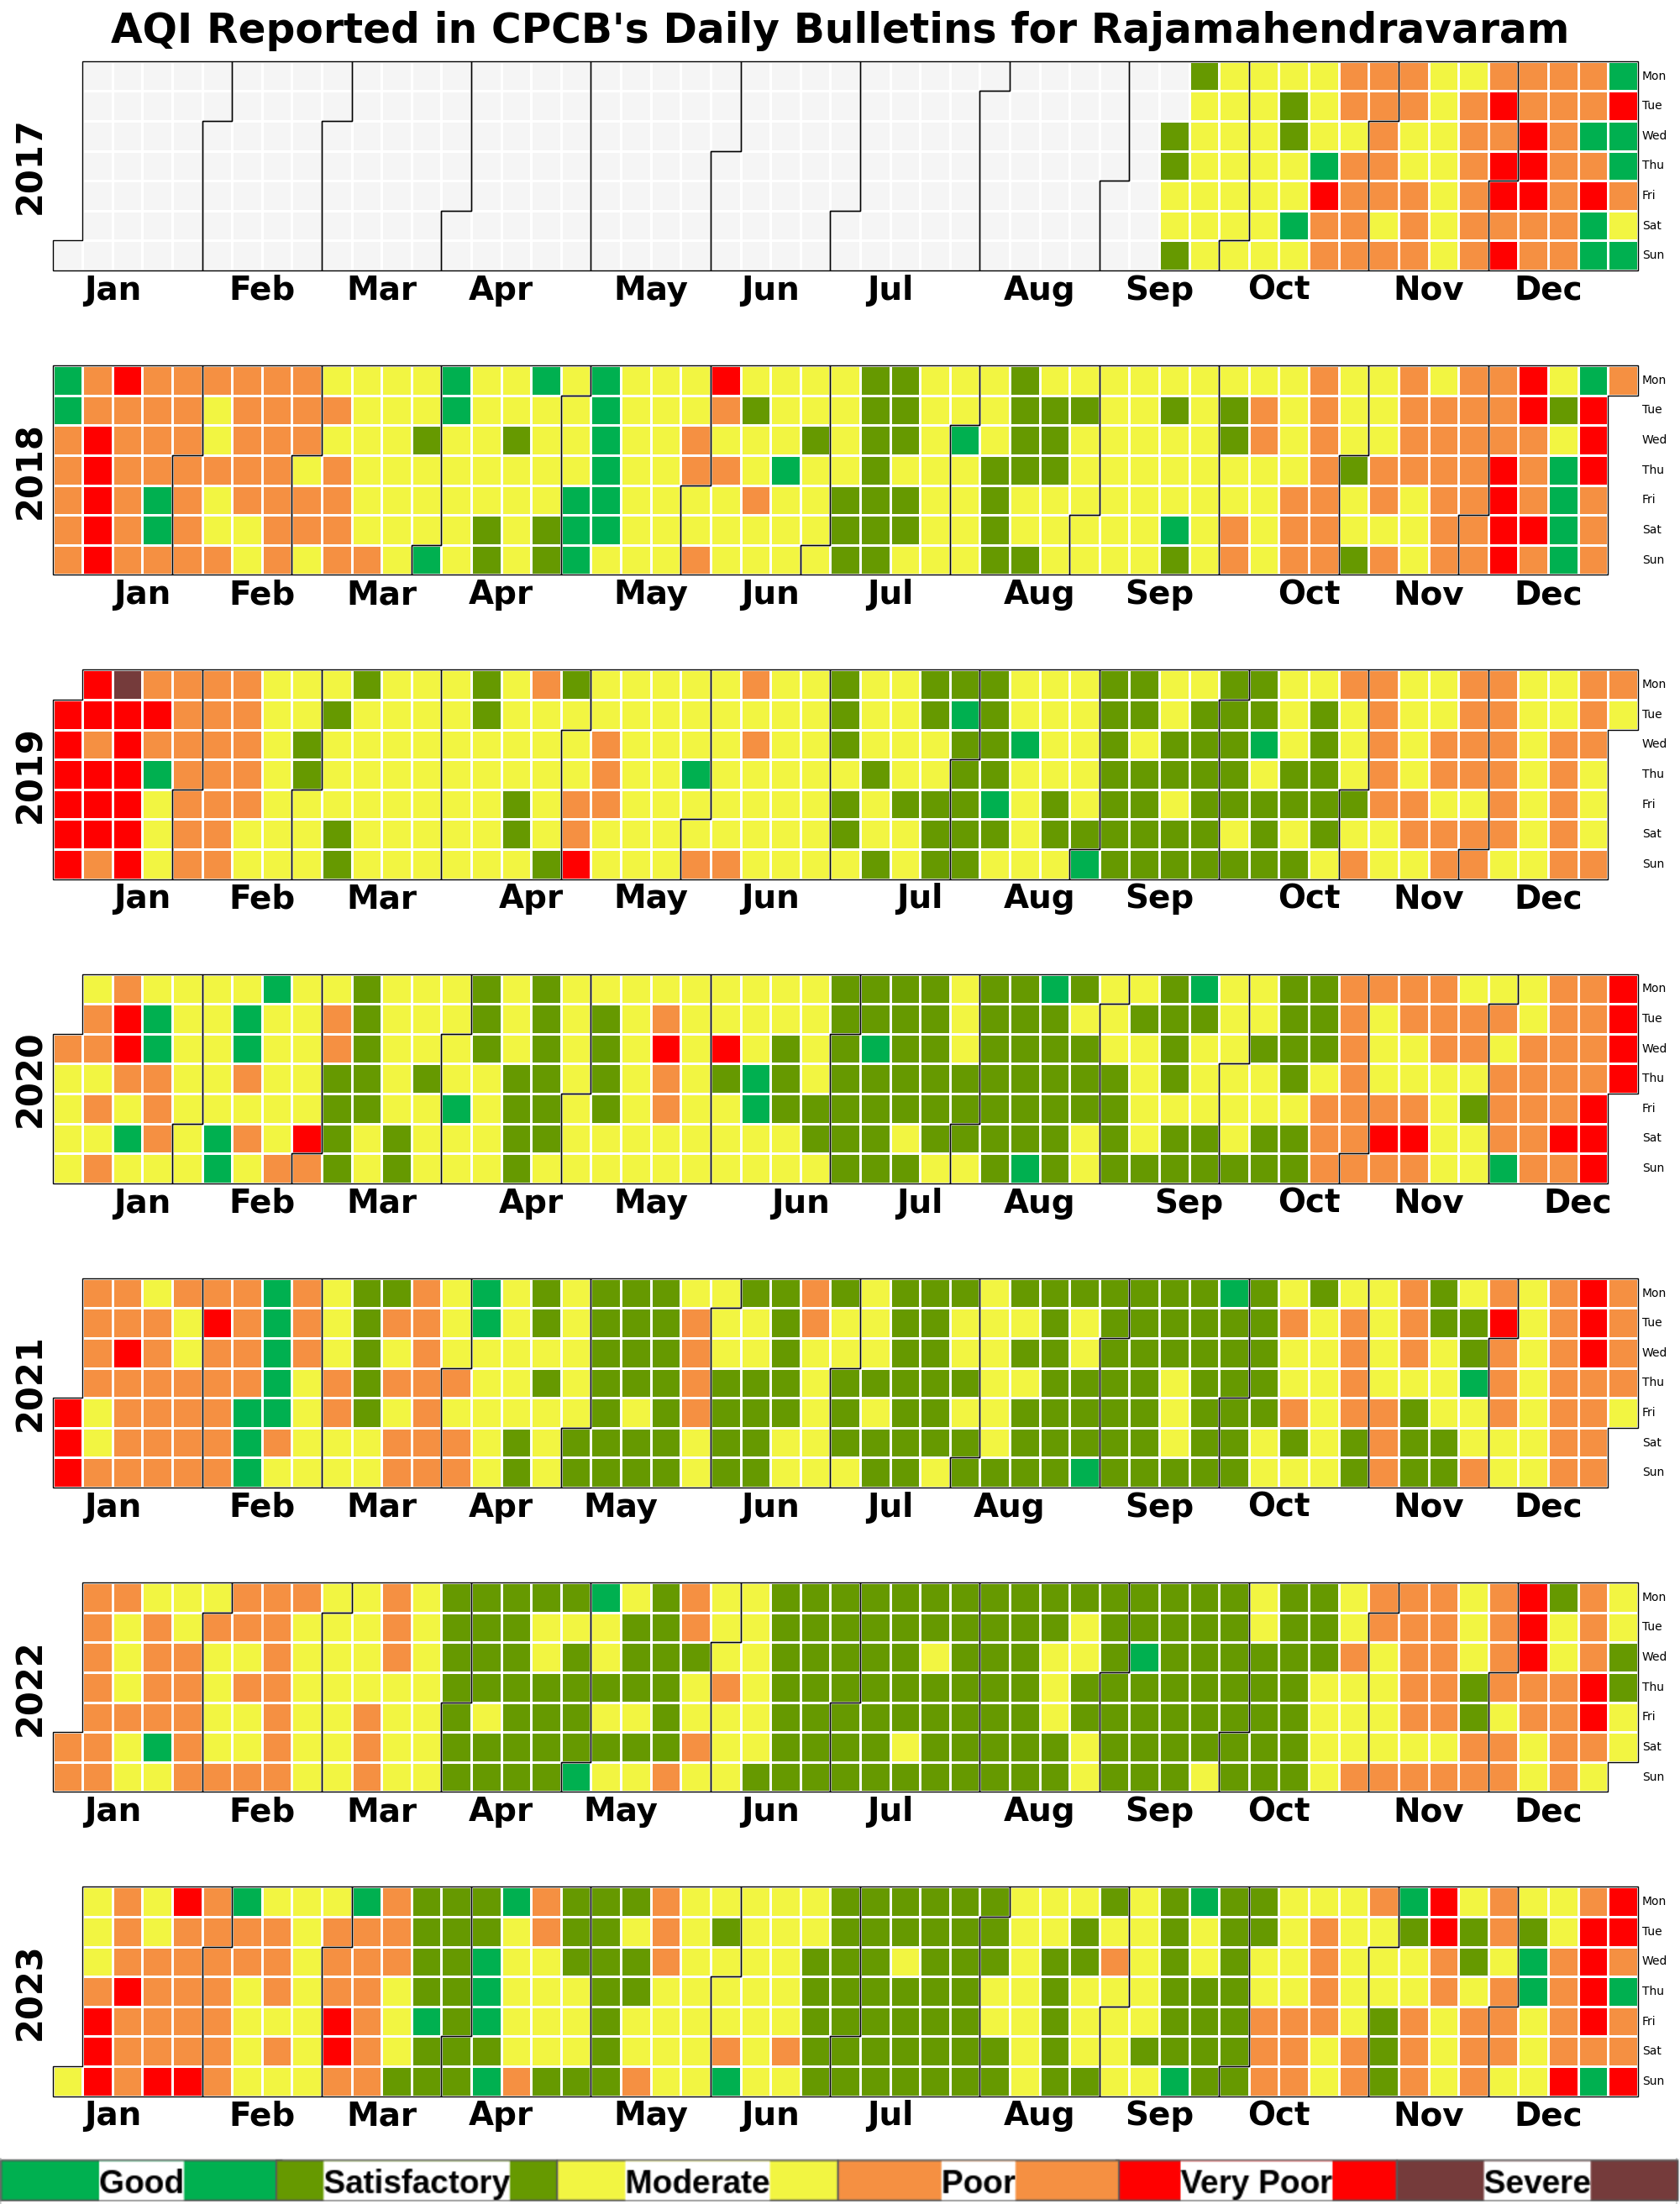 AQI Reported in CPCB's Daily Bulletins for Rajamahendravaram
2017
Mon
Tue
Wed
Thu
Fri
Sat
Sun
Jan Feb Mar Apr May Jun Jul Aug Sep Oct Nov Dec
2018
Mon
Tue
Wed
Thu
Fri
Sat
Sun
Jan Feb Mar Apr May Jun Jul Aug Sep Oct Nov Dec
2019
Mon
Tue
Wed
Thu
Fri
Sat
Sun
Jan Feb Mar Apr May Jun Jul Aug Sep Oct Nov Dec
2020
Mon
Tue
Wed
Thu
Fri
Sat
Sun
Jan Feb Mar Apr May Jun Jul Aug Sep Oct Nov Dec
2021
Mon
Tue
Wed
Thu
Fri
Sat
Sun
Jan Feb Mar Apr May Jun Jul Aug Sep Oct Nov Dec
2022
Mon
Tue
Wed
Thu
Fri
Sat
Sun
Jan Feb Mar Apr May Jun Jul Aug Sep Oct Nov Dec
2023
Mon
Tue
Wed
Thu
Fri
Sat
Sun
Jan Feb Mar Apr May Jun Jul Aug Sep Oct Nov Dec
Good Satisfactory Moderate Poor Very Poor Severe